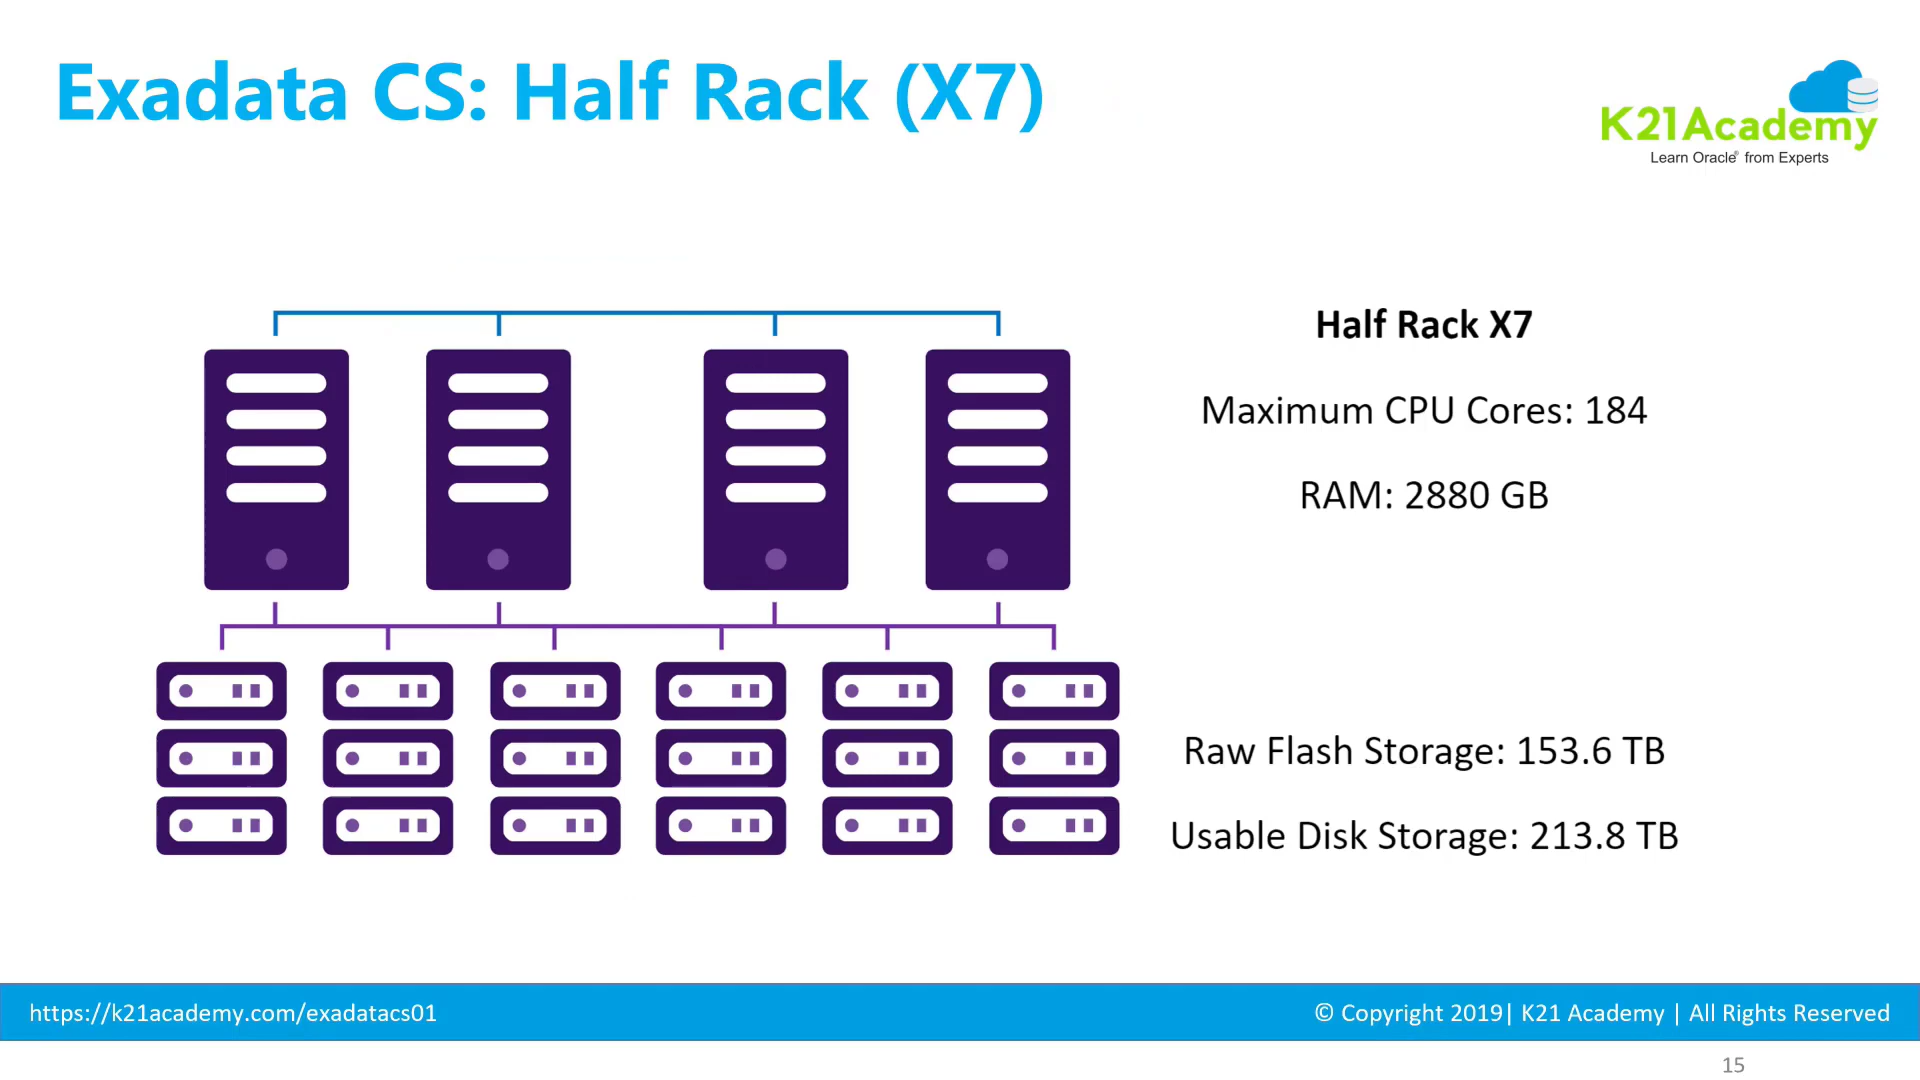 Exadata CS: Half Rack (X7)
K21Academy
Learn Oracle® from Experts
Half Rack X7
Maximum CPU Cores: 184
RAM: 2880 GB
Raw Flash Storage: 153.6 TB
Usable Disk Storage: 213.8 TB
https://k21academy.com/exadatacs01
© Copyright 2019| K21 Academy | All Rights Reserved
15